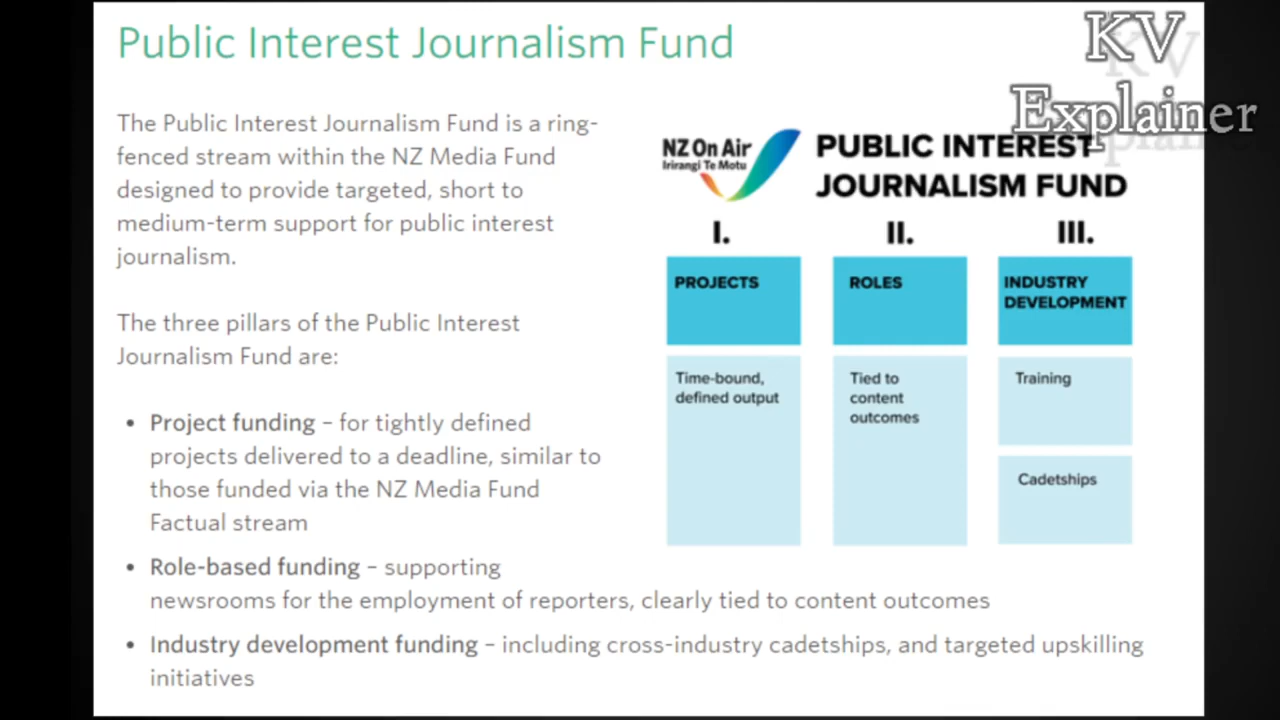 Public Interest Journalism Fund
KV
Explainer
The Public Interest Journalism Fund is a ring-
fenced stream within the NZ Media Fund
designed to provide targeted, short to
medium-term support for public interest
journalism.
The three pillars of the Public Interest
Journalism Fund are:
• Project funding – for tightly defined
projects delivered to a deadline, similar to
those funded via the NZ Media Fund
Factual stream
• Role-based funding – supporting
newsrooms for the employment of reporters, clearly tied to content outcomes
• Industry development funding – including cross-industry cadetships, and targeted upskilling
initiatives
NZ On Air
Irirangi Te Motu
PUBLIC INTEREST
JOURNALISM FUND
I.
PROJECTS
Time-bound,
defined output
II.
ROLES
Tied to
content
outcomes
III.
INDUSTRY
DEVELOPMENT
Training
Cadetships